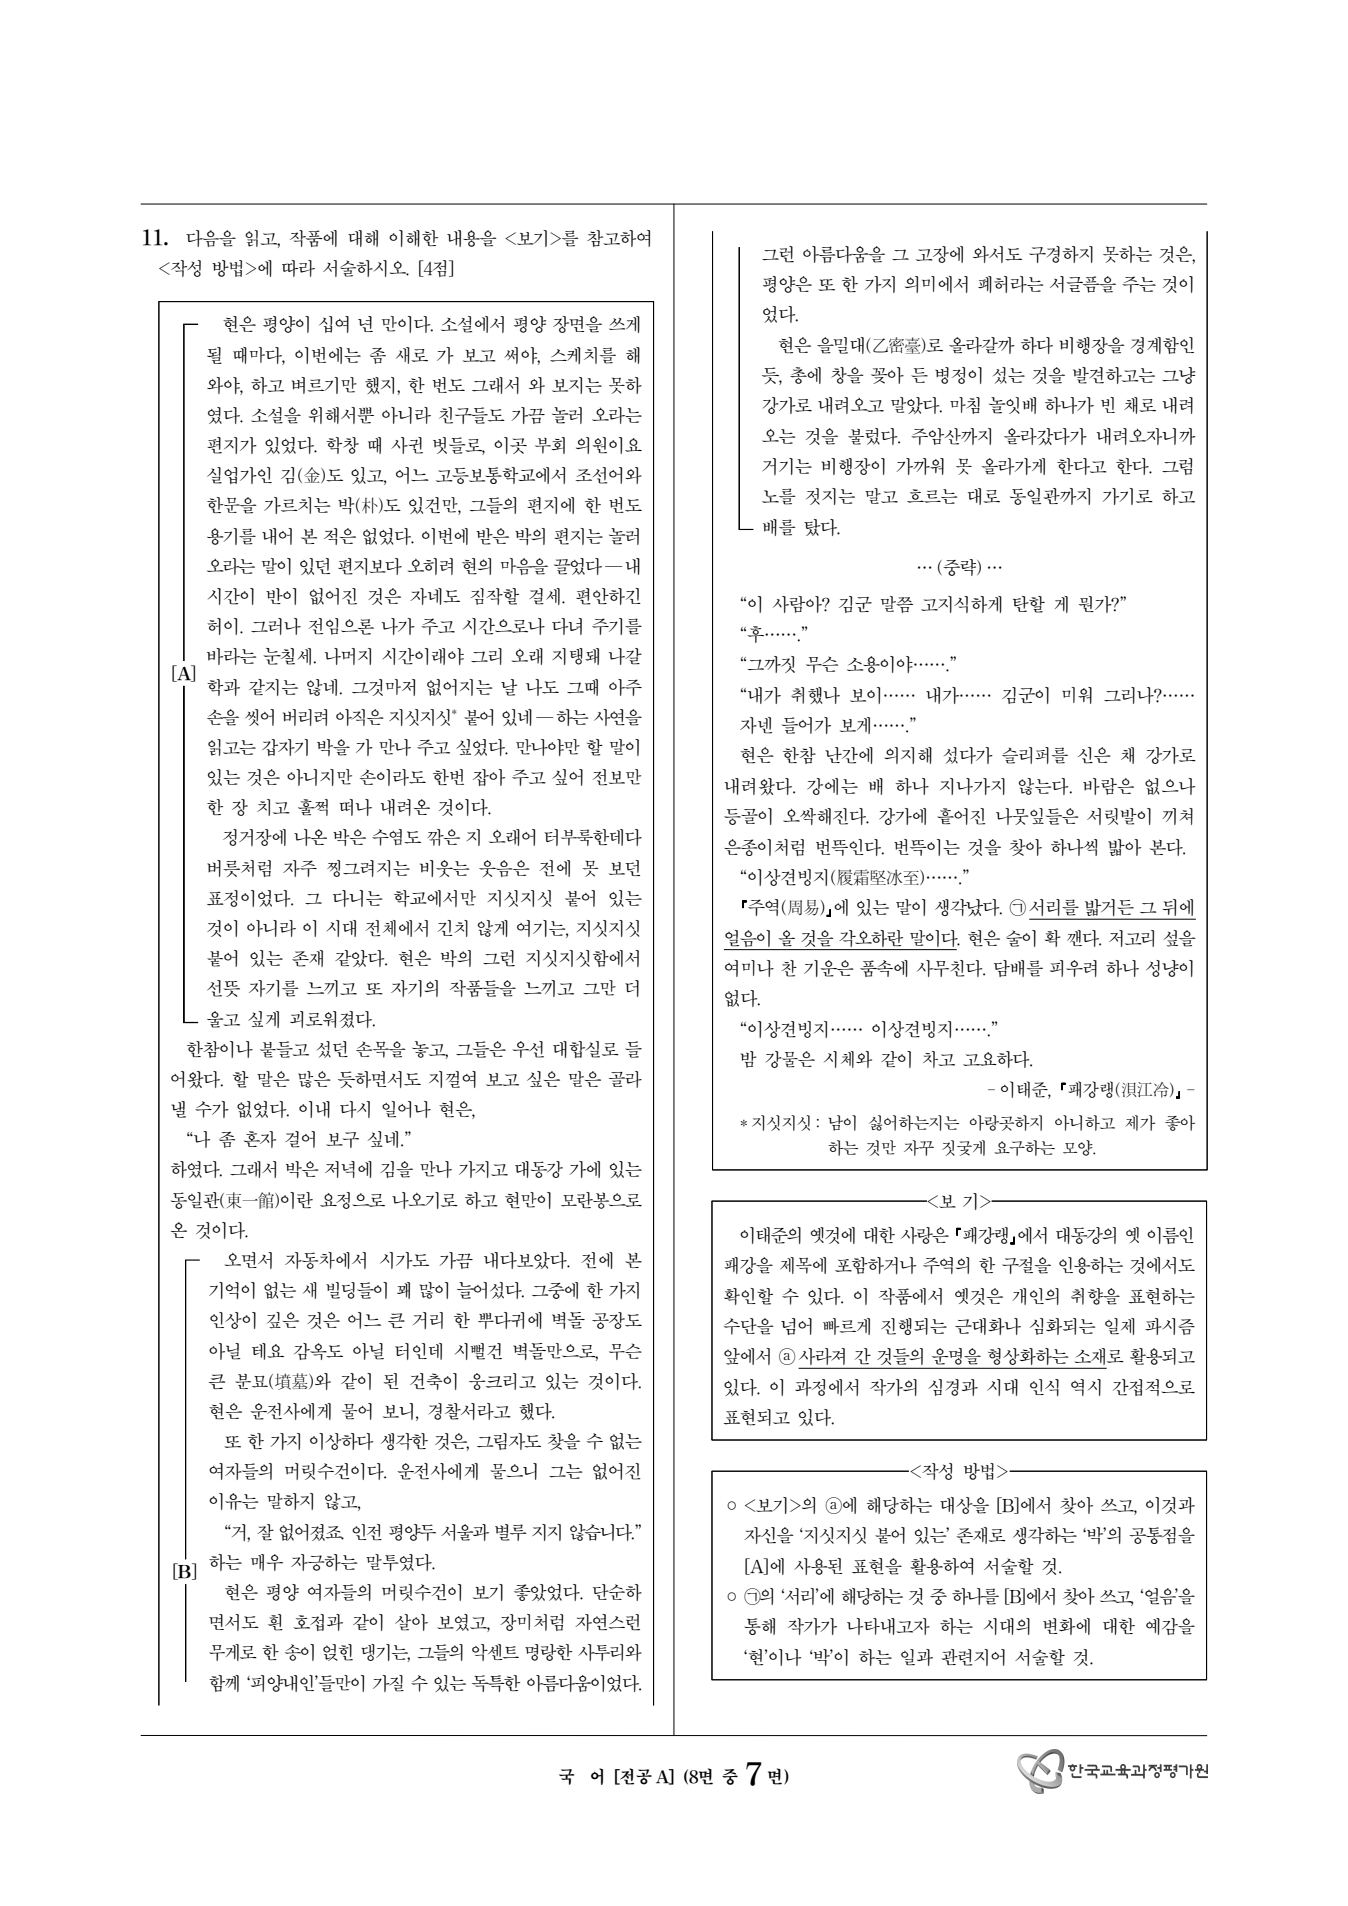 11. 다음을 읽고, 작품에 대해 이해한 내용을 <보기>를 참고하여
<작성 방법>에 따라 서술하시오. [4점]
현은 평양이 십여 년 만이다. 소설에서 평양 장면을 쓰게
될 때마다, 이번에는 좀 새로 가 보고 써야, 스케치를 해
와야, 하고 벼르기만 했지, 한 번도 그래서 와 보지는 못하
였다. 소설을 위해서뿐 아니라 친구들도 가끔 놀러 오라는
편지가 있었다. 학창 때 사귄 벗들로, 이곳 부회 의원이요
실업가인 김(金)도 있고, 어느 고등보통학교에서 조선어와
한문을 가르치는 박(朴)도 있건만, 그들의 편지에 한 번도
용기를 내어 본 적은 없었다. 이번에 받은 박의 편지는 놀러
오라는 말이 있던 편지보다 오히려 현의 마음을 끌었다 — 내
시간이 반이 없어진 것은 자네도 짐작할 걸세. 편안하긴
허이. 그러나 전임으론 나가 주고 시간으로나 다녀 주기를
바라는 눈칠세. 나머지 시간이래야 그리 오래 지탱돼 나갈
[A] 학과 같지는 않네. 그것마저 없어지는 날 나도 그때 아주
손을 씻어 버리려 아직은 지싯지싯* 붙어 있네 — 하는 사연을
읽고는 갑자기 박을 가 만나 주고 싶었다. 만나야만 할 말이
있는 것은 아니지만 손이라도 한번 잡아 주고 싶어 전보만
한 장 치고 훌쩍 떠나 내려온 것이다.
정거장에 나온 박은 수염도 깎은 지 오래어 터부룩한데다
버릇처럼 자주 찡그려지는 비웃는 웃음은 전에 못 보던
표정이었다. 그 다니는 학교에서만 지싯지싯 붙어 있는
것이 아니라 이 시대 전체에서 긴치 않게 여기는, 지싯지싯
붙어 있는 존재 같았다. 현은 박의 그런 지싯지싯함에서
선뜻 자기를 느끼고 또 자기의 작품들을 느끼고 그만 더
울고 싶게 괴로워졌다.
한참이나 붙들고 섰던 손목을 놓고, 그들은 우선 대합실로 들
어왔다. 할 말은 많은 듯하면서도 지껄여 보고 싶은 말은 골라
낼 수가 없었다. 이내 다시 일어나 현은,
“나 좀 혼자 걸어 보구 싶네.”
하였다. 그래서 박은 저녁에 김을 만나 가지고 대동강 가에 있는
동일관(東一館)이란 요정으로 나오기로 하고 현만이 모란봉으로
온 것이다.
오면서 자동차에서 시가도 가끔 내다보았다. 전에 본
기억이 없는 새 빌딩들이 꽤 많이 늘어섰다. 그중에 한 가지
인상이 깊은 것은 어느 큰 거리 한 뿌다귀에 벽돌 공장도
아닐 테요 감옥도 아닐 터인데 시뻘건 벽돌만으로, 무슨
큰 분묘(墳墓)와 같이 된 건축이 웅크리고 있는 것이다.
현은 운전사에게 물어 보니, 경찰서라고 했다.
또 한 가지 이상하다 생각한 것은, 그림자도 찾을 수 없는
여자들의 머릿수건이다. 운전사에게 물으니 그는 없어진
이유는 말하지 않고,
“거, 잘 없어졌죠. 인전 평양두 서울과 별루 지지 않습니다.”
[B] 하는 매우 자긍하는 말투였다.
현은 평양 여자들의 머릿수건이 보기 좋았었다. 단순하
면서도 흰 호접과 같이 살아 보였고, 장미처럼 자연스런
무게로 한 송이 얹힌 댕기는, 그들의 악센트 명랑한 사투리와
함께 ‘피양내인’들만이 가질 수 있는 독특한 아름다움이었다.
그런 아름다움을 그 고장에 와서도 구경하지 못하는 것은,
평양은 또 한 가지 의미에서 폐허라는 서글픔을 주는 것이
었다.
현은 을밀대(乙密臺)로 올라갈까 하다 비행장을 경계함인
듯, 총에 창을 꽂아 든 병정이 섰는 것을 발견하고는 그냥
강가로 내려오고 말았다. 마침 놀잇배 하나가 빈 채로 내려
오는 것을 불렀다. 주암산까지 올라갔다가 내려오자니까
거기는 비행장이 가까워 못 올라가게 한다고 한다. 그럼
노를 젓지는 말고 흐르는 대로 동일관까지 가기로 하고
배를 탔다.
… (중략) …
“이 사람아? 김군 말쯤 고지식하게 탄할 게 뭔가?”
“후…….”
“그까짓 무슨 소용이야…….”
“내가 취했나 보이…… 내가…… 김군이 미워 그리나?……
자넨 들어가 보게…….”
현은 한참 난간에 의지해 섰다가 슬리퍼를 신은 채 강가로
내려왔다. 강에는 배 하나 지나가지 않는다. 바람은 없으나
등골이 오싹해진다. 강가에 흩어진 나뭇잎들은 서릿발이 끼쳐
은종이처럼 번뜩인다. 번뜩이는 것을 찾아 하나씩 밟아 본다.
“이상견빙지(履霜堅冰至)…….”
『주역(周易)』에 있는 말이 생각났다. ㉠서리를 밟거든 그 뒤에
얼음이 올 것을 각오하란 말이다. 현은 술이 확 깬다. 저고리 섶을
여미나 찬 기운은 품속에 사무친다. 담배를 피우려 하나 성냥이
없다.
“이상견빙지…… 이상견빙지…….”
밤 강물은 시체와 같이 차고 고요하다.
- 이태준, 『패강랭(浿江冷)』 -
* 지싯지싯 : 남이 싫어하는지는 아랑곳하지 아니하고 제가 좋아
하는 것만 자꾸 짓궂게 요구하는 모양.
<보 기>
이태준의 옛것에 대한 사랑은 『패강랭』에서 대동강의 옛 이름인
패강을 제목에 포함하거나 주역의 한 구절을 인용하는 것에서도
확인할 수 있다. 이 작품에서 옛것은 개인의 취향을 표현하는
수단을 넘어 빠르게 진행되는 근대화나 심화되는 일제 파시즘
앞에서 ⓐ사라져 간 것들의 운명을 형상화하는 소재로 활용되고
있다. 이 과정에서 작가의 심경과 시대 인식 역시 간접적으로
표현되고 있다.
<작성 방법>
○ <보기>의 ⓐ에 해당하는 대상을 [B]에서 찾아 쓰고, 이것과
자신을 ‘지싯지싯 붙어 있는’ 존재로 생각하는 ‘박’의 공통점을
[A]에 사용된 표현을 활용하여 서술할 것.
○ ㉠의 ‘서리’에 해당하는 것 중 하나를 [B]에서 찾아 쓰고, ‘얼음’을
통해 작가가 나타내고자 하는 시대의 변화에 대한 예감을
‘현’이나 ‘박’이 하는 일과 관련지어 서술할 것.
국 어 [전공 A] (8면 중 7 면)
한국교육과정평가원